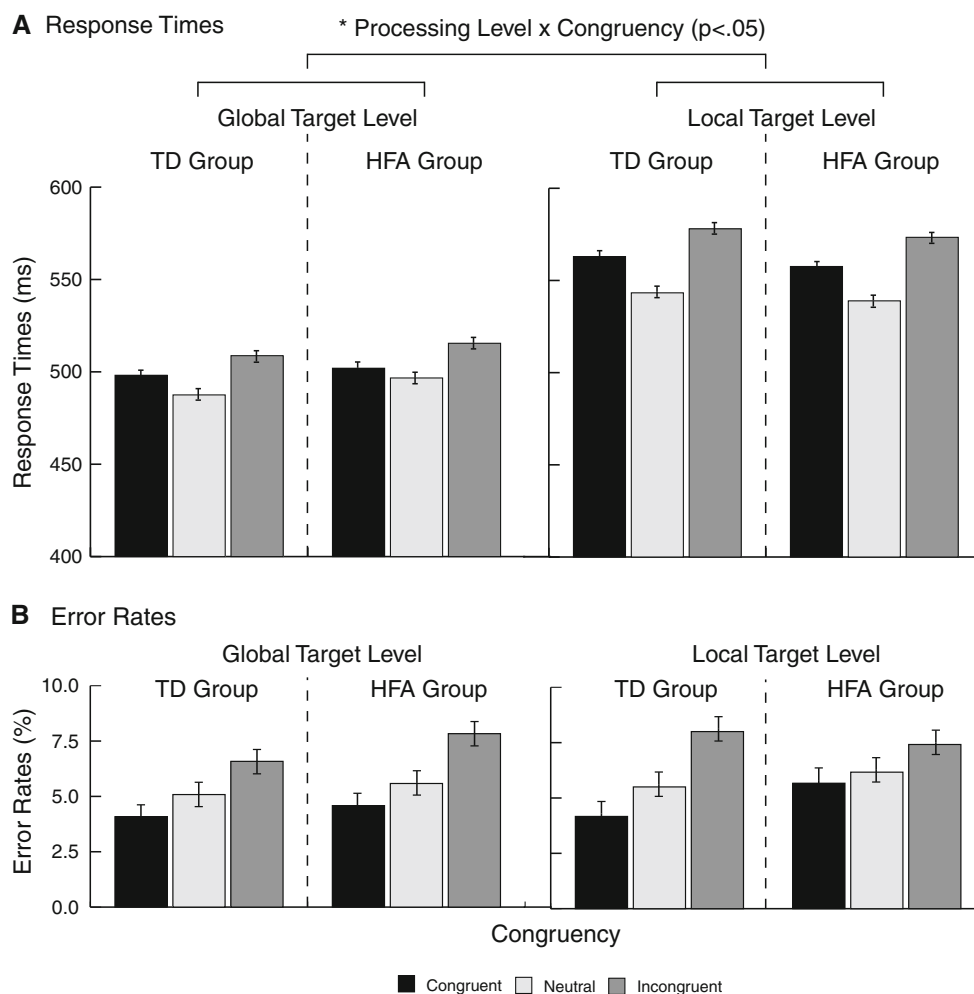 A Response Times
* Processing Level x Congruency (p<.05)
Global Target Level
Local Target Level
TD Group
HFA Group
TD Group
HFA Group
Response Times (ms)
600
550
500
450
400
B Error Rates
Global Target Level
Local Target Level
TD Group
HFA Group
TD Group
HFA Group
Error Rates (%)
10.0
7.5
5.0
2.5
0.0
Congruency
Congruent
Neutral
Incongruent